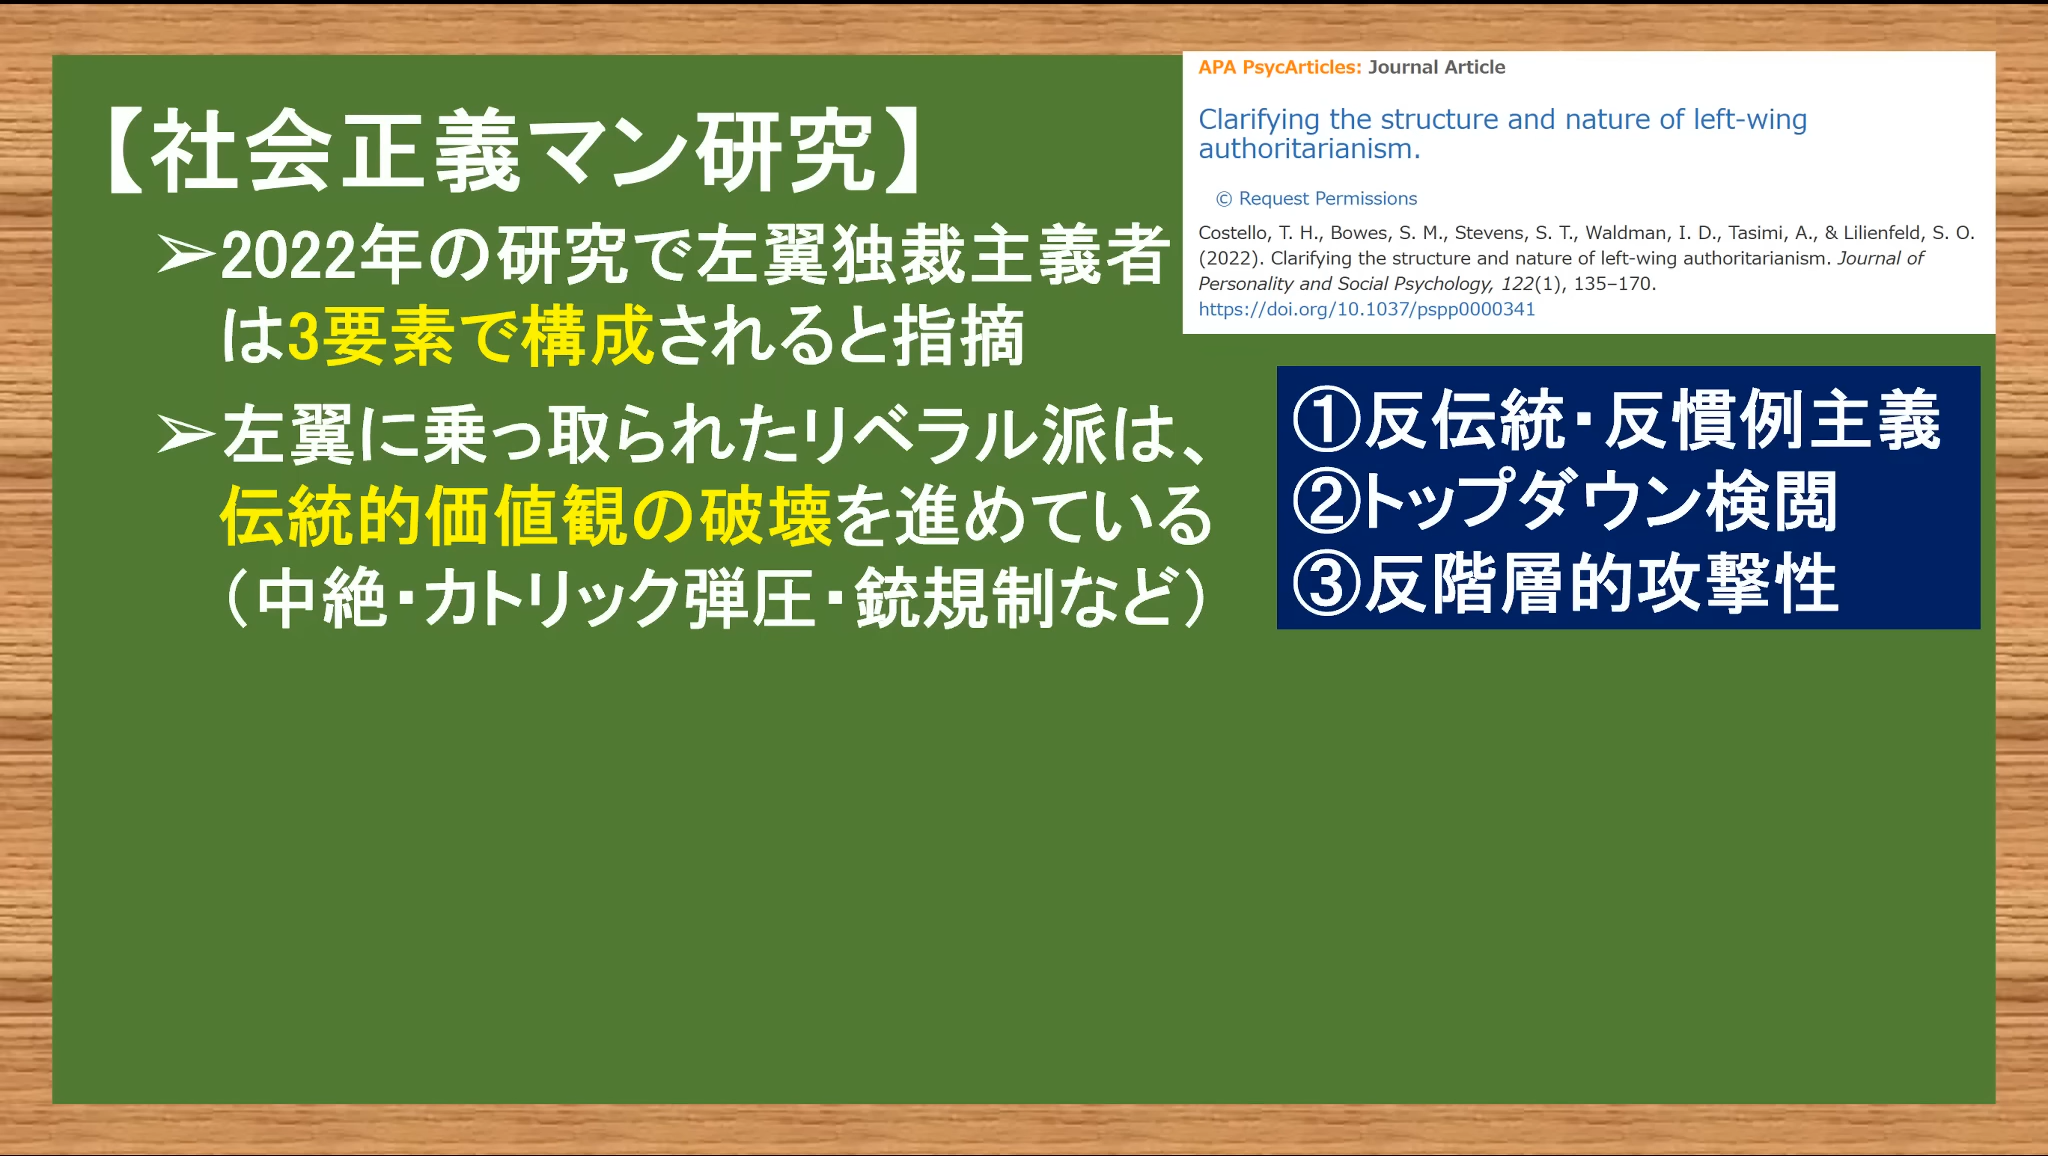 【社会正義マン研究】
➢2022年の研究で左翼独裁主義者
は3要素で構成されると指摘
➢左翼に乗っ取られたリベラル派は、
伝統的価値観の破壊を進めている
（中絶・カトリック弾圧・銃規制など）
APA PsycArticles: Journal Article
Clarifying the structure and nature of left-wing
authoritarianism.
© Request Permissions
Costello, T. H., Bowes, S. M., Stevens, S. T., Waldman, I. D., Tasimi, A., & Lilienfeld, S. O.
(2022). Clarifying the structure and nature of left-wing authoritarianism. Journal of
Personality and Social Psychology, 122(1), 135–170.
https://doi.org/10.1037/pspp0000341
①反伝統・反慣例主義
②トップダウン検閲
③反階層的攻撃性